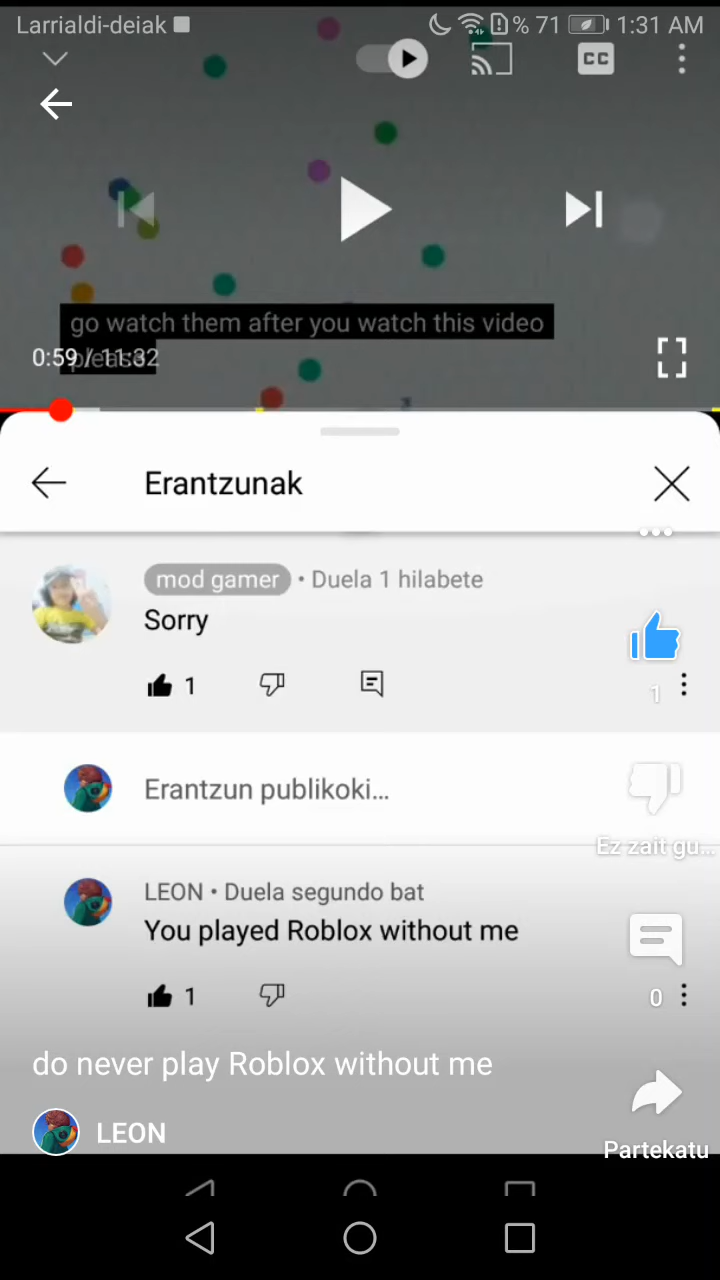 Larrialdi-deiak
% 71
1:31 AM
CC
go watch them after you watch this video
please
0:59 / 11:32
Erantzunak
mod gamer • Duela 1 hilabete
Sorry
1
1
Erantzun publikoki...
Ez zait gu...
LEON • Duela segundo bat
You played Roblox without me
1
0
do never play Roblox without me
LEON
Partekatu